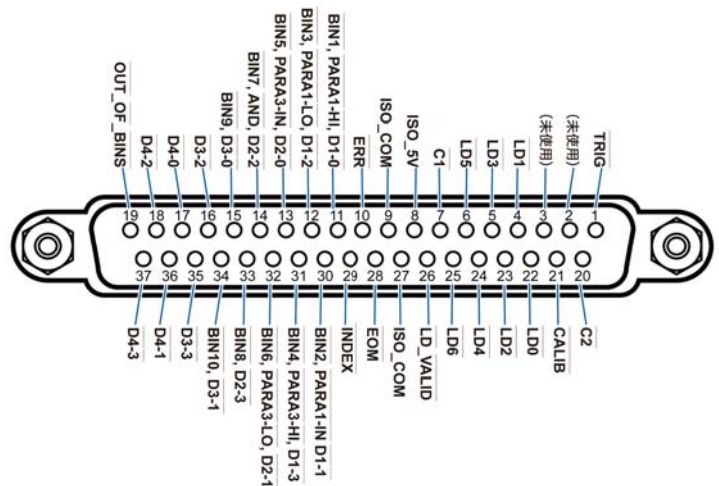 OUT_OF_BINS
D4-2
D4-0
D3-2
BIN9, D3-0
BIN7, AND, D2-2
BIN5, PARA3-IN, D2-0
BIN3, PARA1-LO, D1-2
BIN1, PARA1-HI, D1-0
ERR
ISO_COM
ISO_5V
C1
LD5
LD3
LD1
(未使用)
(未使用)
TRIG
19 18 17 16 15 14 13 12 11 10 9 8 7 6 5 4 3 2 1
37 36 35 34 33 32 31 30 29 28 27 26 25 24 23 22 21 20
D4-3
D4-1
D3-3
BIN10, D3-1
BIN8, D2-3
BIN6, PARA3-LO, D2-1
BIN4, PARA3-HI, D1-3
BIN2, PARA1-IN D1-1
INDEX
EOM
ISO_COM
LD_VALID
LD6
LD4
LD2
LD0
CALIB
C2